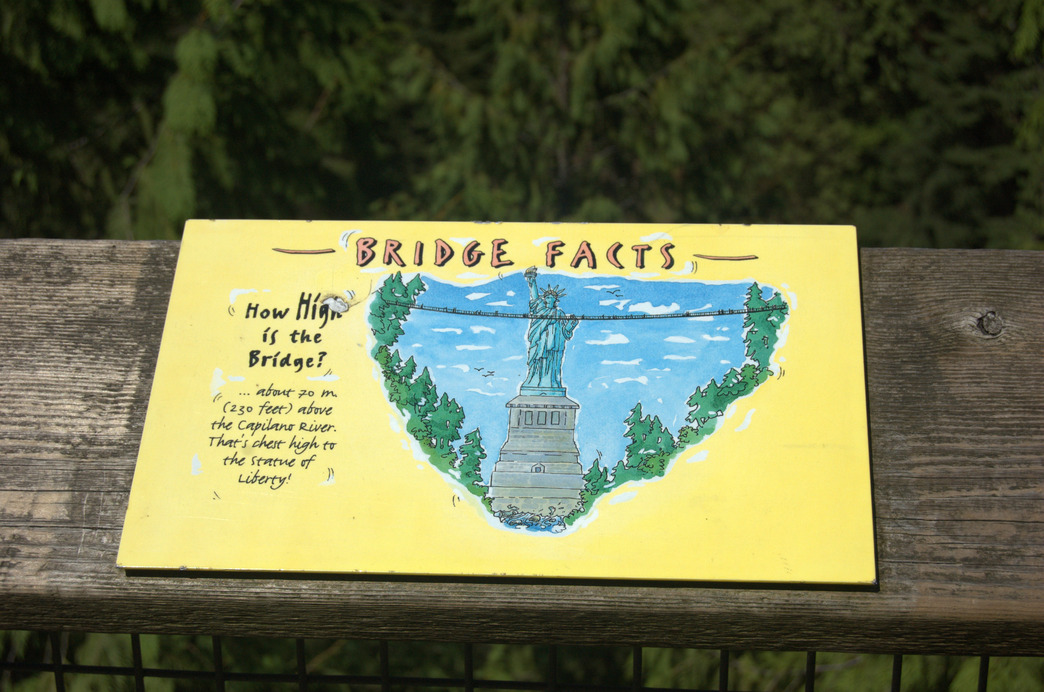 BRIDGE FACTS
How High
is the
Bridge?
... about 70 m.
(230 feet) above
the Capilano River.
That's chest high to
the Statue of
Liberty!